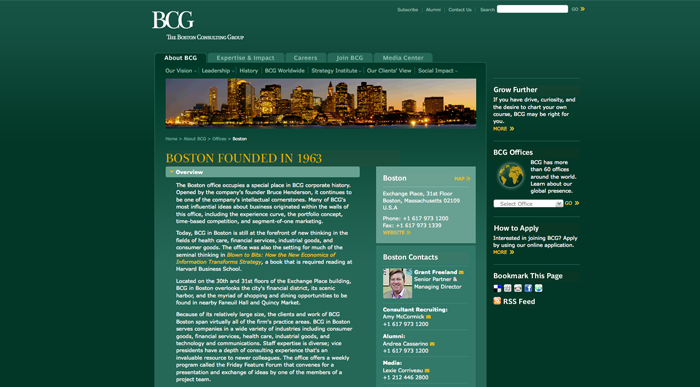 Subscribe | Alumni | Contact Us | Search GO
BCG
THE BOSTON CONSULTING GROUP
About BCG Expertise & Impact Careers Join BCG Media Center
Our Vision Leadership History BCG Worldwide Strategy Institute Our Clients' View Social Impact
Home > About BCG > Offices > Boston
BOSTON FOUNDED IN 1963
Overview
The Boston office occupies a special place in BCG corporate history.
Opened by the company's founder Bruce Henderson, it continues to
be one of the company's intellectual cornerstones. Many of BCG's
most influential ideas about business originated within the walls of
this office, including the experience curve, the portfolio concept,
time-based competition, and segment-of-one marketing.
Today, BCG in Boston is still at the forefront of new thinking in the
fields of health care, financial services, industrial goods, and
consumer goods. The office was also the setting for much of the
seminal thinking in Blown to Bits: How the New Economics of
Information Transforms Strategy, a book that is required reading at
Harvard Business School.
Located on the 30th and 31st floors of the Exchange Place building,
BCG in Boston overlooks the city's financial district, its scenic
harbor, and the myriad of shopping and dining opportunities to be
found in nearby Faneuil Hall and Quincy Market.
Because of its relatively large size, the clients and work of BCG
Boston span virtually all of the firm's practice areas. BCG in Boston
serves companies in a wide variety of industries including consumer
goods, financial services, health care, industrial goods, and
technology and communications. Staff expertise is diverse; vice
presidents have a depth of consulting experience that's an
invaluable resource to newer colleagues. The office offers a weekly
program called the Friday Feature Forum that convenes for a
presentation and exchange of ideas by one of the members of a
project team.
Boston MAP
Exchange Place, 31st Floor
Boston, Massachusetts 02109
U.S.A
Phone: +1 617 973 1200
Fax: +1 617 973 1339
WEBSITE
Boston Contacts
Grant Freeland
Senior Partner &
Managing Director
Consultant Recruiting:
Amy McCormick
+1 617 973 1200
Alumni:
Andrea Casserino
+1 617 973 1200
Media:
Lexie Corriveau
+1 212 446 2800
Grow Further
If you have drive, curiosity, and
the desire to chart your own
course, BCG may be right for
you.
MORE
BCG Offices
BCG has more
than 60 offices
around the world.
Learn about our
global presence.
Select Office GO
How to Apply
Interested in joining BCG? Apply
by using our online application.
MORE
Bookmark This Page
RSS Feed